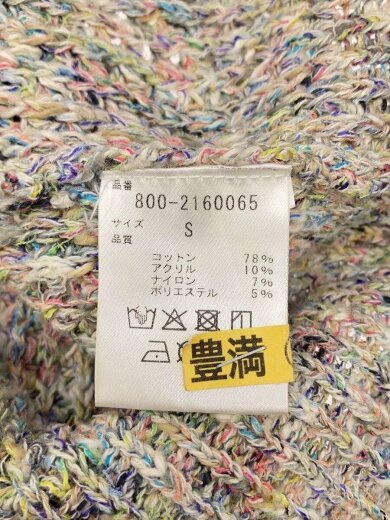 品番
800-2160065
サイズ S
品質
コットン 78%
アクリル 10%
ナイロン 7%
ポリエステル 5%
豊満